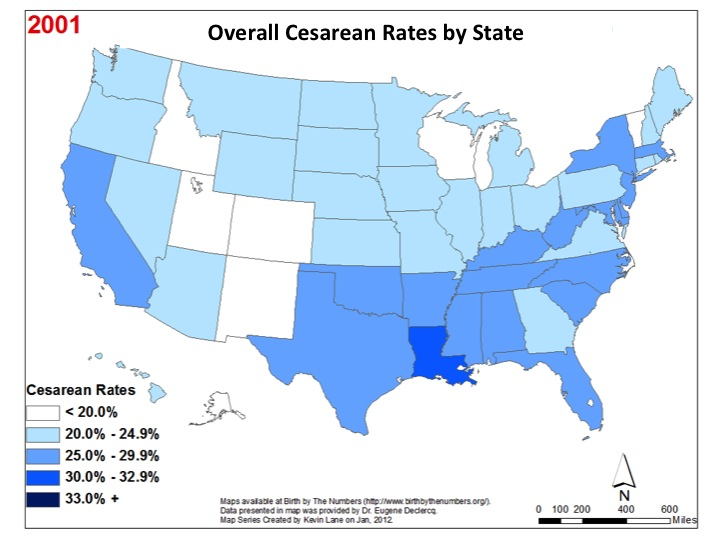 2001
Overall Cesarean Rates by State
Cesarean Rates
< 20.0%
20.0% - 24.9%
25.0% - 29.9%
30.0% - 32.9%
33.0% +
Maps available at Birth by The Numbers (http://www.birthbythenumbers.org/).
Data presented in map was provided by Dr. Eugene Declercq.
Map Series Created by Kevin Lane on Jan, 2012.
N
0 100 200 400 600
Miles